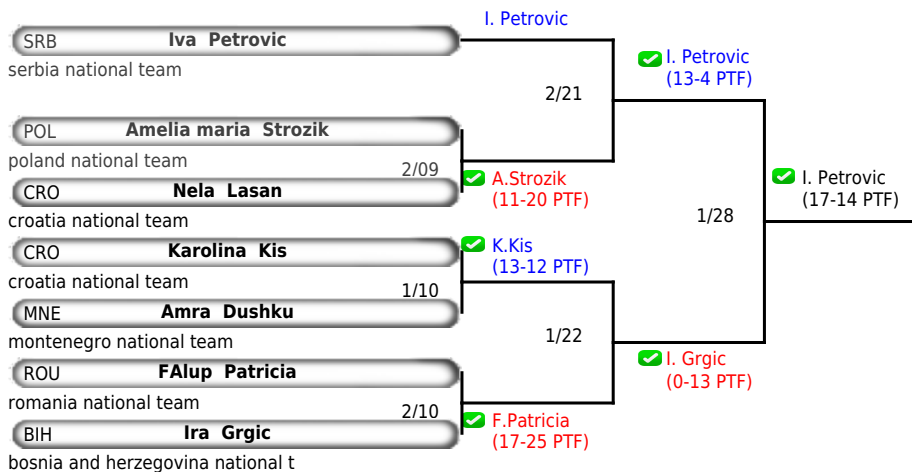 I. Petrovic
SRB Iva Petrovic
serbia national team
I. Petrovic
(13-4 PTF)
2/21
POL Amelia maria Strozik
poland national team
2/09
A.Strozik
(11-20 PTF)
CRO Nela Lasan
croatia national team
I. Petrovic
(17-14 PTF)
1/28
CRO Karolina Kis
croatia national team
K.Kis
(13-12 PTF)
1/10
MNE Amra Dushku
montenegro national team
1/22
ROU FAlup Patricia
romania national team
I. Grgic
(0-13 PTF)
2/10
F.Patricia
(17-25 PTF)
BIH Ira Grgic
bosnia and herzegovina national t